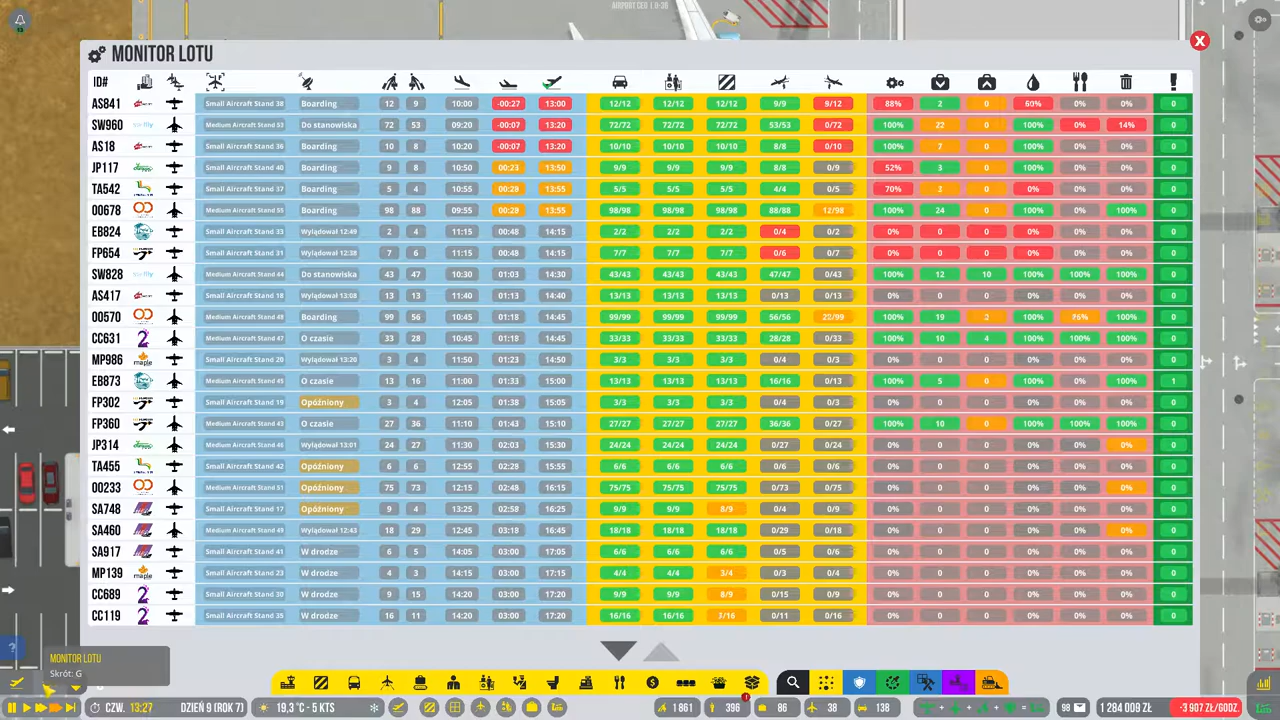 AIRPORT CEO 1.0-36
MONITOR LOTU
ID#
AS841 Small Aircraft Stand 38 Boarding 12 9 10:00 -00:27 13:00 12/12 12/12 12/12 9/9 9/12 88% 2 0 60% 0% 0% 0
SW960 Medium Aircraft Stand 53 Do stanowiska 72 53 09:20 -00:07 13:20 72/72 72/72 72/72 53/53 0/72 100% 22 0 100% 0% 14% 0
AS18 Small Aircraft Stand 36 Boarding 10 8 10:20 -00:07 13:20 10/10 10/10 10/10 8/8 0/10 100% 7 0 100% 0% 0% 0
JP117 Small Aircraft Stand 40 Boarding 9 8 10:50 00:23 13:50 9/9 9/9 9/9 8/8 0/9 52% 3 0 100% 0% 0% 0
TA542 Small Aircraft Stand 37 Boarding 5 4 10:55 00:28 13:55 5/5 5/5 5/5 4/4 0/5 70% 3 0 0% 0% 0% 0
OO678 Medium Aircraft Stand 55 Boarding 98 88 09:55 00:28 13:55 98/98 98/98 98/98 88/88 12/98 100% 24 0 100% 0% 100% 0
EB824 Small Aircraft Stand 33 Wylądował 12:49 2 4 11:15 00:48 14:15 2/2 2/2 2/2 0/4 0/2 0% 0 0 0% 0% 0% 0
FP654 Small Aircraft Stand 31 Wylądował 12:38 7 6 11:15 00:48 14:15 7/7 7/7 7/7 0/6 0/7 0% 0 0 0% 0% 0% 0
SW828 Medium Aircraft Stand 44 Do stanowiska 43 47 10:30 01:03 14:30 43/43 43/43 43/43 47/47 0/43 100% 12 10 100% 100% 100% 0
AS417 Small Aircraft Stand 18 Wylądował 13:08 13 13 11:40 01:13 14:40 13/13 13/13 13/13 0/13 0/13 0% 0 0 0% 0% 0% 0
OO570 Medium Aircraft Stand 48 Boarding 99 56 10:45 01:18 14:45 99/99 99/99 99/99 56/56 /99 100% 19 2 100% 26% 100% 0
CC631 Medium Aircraft Stand 47 O czasie 33 28 10:45 01:18 14:45 33/33 33/33 33/33 28/28 0/33 100% 10 4 100% 100% 100% 0
MP986 maple Small Aircraft Stand 20 Wylądował 13:20 3 4 11:50 01:23 14:50 3/3 3/3 3/3 0/4 0/3 0% 0 0 0% 0% 0% 0
EB873 Medium Aircraft Stand 45 O czasie 13 16 11:00 01:33 15:00 13/13 13/13 13/13 16/16 0/13 100% 5 0 100% 0% 100% 1
FP302 Small Aircraft Stand 19 Opóźniony 3 4 12:05 01:38 15:05 3/3 3/3 3/3 0/4 0/3 0% 0 0 0% 0% 0% 0
FP360 Medium Aircraft Stand 43 O czasie 27 36 11:10 01:43 15:10 27/27 27/27 27/27 36/36 0/27 100% 10 0 100% 100% 100% 0
JP314 Medium Aircraft Stand 46 Wylądował 13:01 24 27 11:30 02:03 15:30 24/24 24/24 24/24 0/27 0/24 0% 0 0 0% 0% 0% 0
TA455 Small Aircraft Stand 42 Opóźniony 6 6 12:55 02:28 15:55 6/6 6/6 6/6 0/6 0/6 0% 0 0 0% 0% 0% 0
OO233 Medium Aircraft Stand 51 Opóźniony 75 73 12:15 02:48 16:15 75/75 75/75 75/75 0/73 0/75 0% 0 0 0% 0% 0% 0
SA748 Small Aircraft Stand 17 Opóźniony 9 4 13:25 02:58 16:25 9/9 9/9 8/9 0/4 0/9 0% 0 0 0% 0% 0% 0
SA460 Medium Aircraft Stand 49 Wylądował 12:43 18 29 12:45 03:18 16:45 18/18 18/18 18/18 0/29 0/18 0% 0 0 0% 0% 0% 0
SA917 Small Aircraft Stand 41 W drodze 6 5 14:05 03:00 17:05 6/6 6/6 6/6 0/5 0/6 0% 0 0 0% 0% 0% 0
MP139 maple Small Aircraft Stand 23 W drodze 4 3 14:15 03:00 17:15 4/4 4/4 3/4 0/3 0/4 0% 0 0 0% 0% 0% 0
CC689 Small Aircraft Stand 30 W drodze 9 15 14:20 03:00 17:20 9/9 9/9 8/9 0/15 0/9 0% 0 0 0% 0% 0% 0
CC119 Small Aircraft Stand 35 W drodze 16 11 14:20 03:00 17:20 16/16 16/16 /16 0/11 0/16 0% 0 0 0% 0% 0% 0
MONITOR LOTU
Skrót: G
CZW. 13:27 DZIEŃ 9 (ROK 7) 19,3 °C - 5 KTS 1 861 396 86 38 138 98 1 284 009 ZŁ -3 907 ZŁ/GODZ.